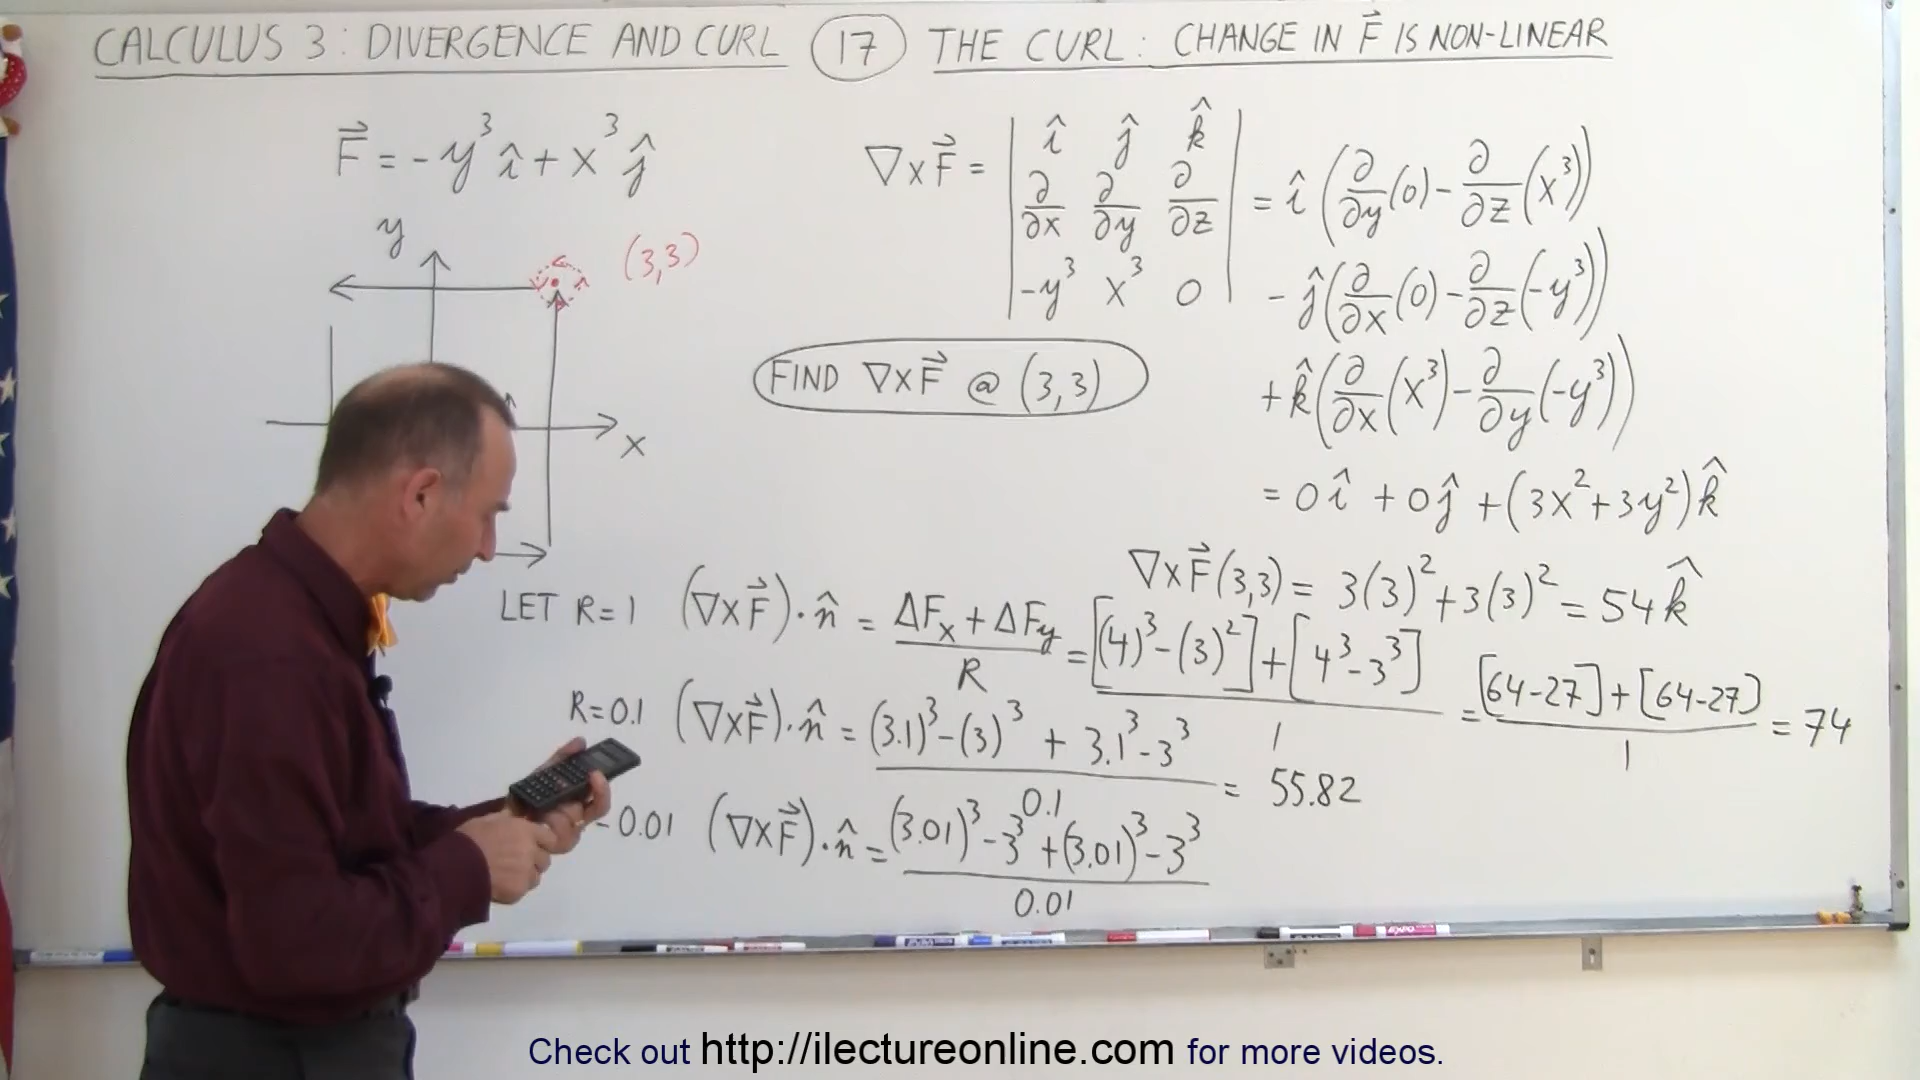 CALCULUS 3: DIVERGENCE AND CURL 17 THE CURL: CHANGE IN F⃗ IS NON-LINEAR
F⃗ = -y³ î + x³ ĵ
y
(3,3)
x
∇×F⃗ = | î ĵ k̂ | = î (∂/∂y (0) - ∂/∂z (x³))
| ∂/∂x ∂/∂y ∂/∂z |
| -y³ x³ 0 | - ĵ (∂/∂x (0) - ∂/∂z (-y³))
+ k̂ (∂/∂x (x³) - ∂/∂y (-y³))
FIND ∇×F⃗ @ (3,3)
= 0î + 0ĵ + (3x² + 3y²) k̂
∇×F⃗ (3,3) = 3(3)² + 3(3)² = 54 k̂
LET R=1 (∇×F⃗)·n̂ = (ΔFx + ΔFy)/R = ([(4)³-(3)²] + [4³-3³])/1 = ([64-27] + [64-27])/1 = 74
R=0.1 (∇×F⃗)·n̂ = ((3.1)³-(3)³ + 3.1³-3³)/0.1 = 55.82
0.01 (∇×F⃗)·n̂ = ((3.01)³-3³ + (3.01)³-3³)/0.01
EXPO
Check out http://ilectureonline.com for more videos.